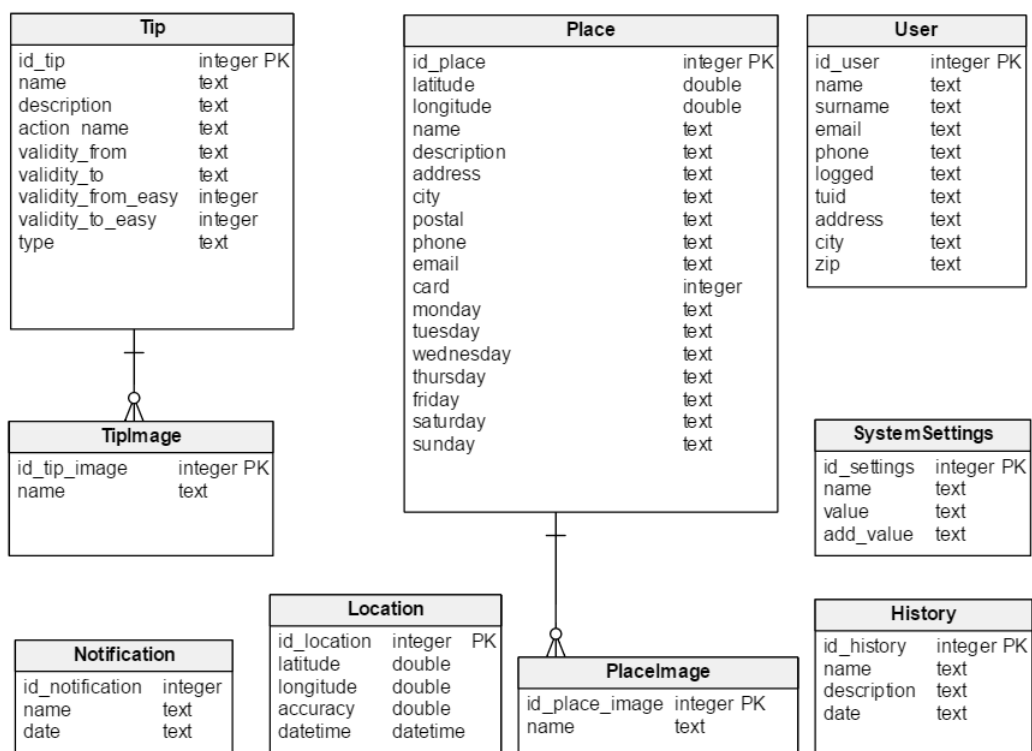 Tip
id_tip integer PK
name text
description text
action_name text
validity_from text
validity_to text
validity_from_easy integer
validity_to_easy integer
type text
Place
id_place integer PK
latitude double
longitude double
name text
description text
address text
city text
postal text
phone text
email text
card integer
monday text
tuesday text
wednesday text
thursday text
friday text
saturday text
sunday text
User
id_user integer PK
name text
surname text
email text
phone text
logged text
tuid text
address text
city text
zip text
TipImage
id_tip_image integer PK
name text
SystemSettings
id_settings integer PK
name text
value text
add_value text
Notification
id_notification integer
name text
date text
Location
id_location integer PK
latitude double
longitude double
accuracy double
datetime datetime
PlaceImage
id_place_image integer PK
name text
History
id_history integer PK
name text
description text
date text